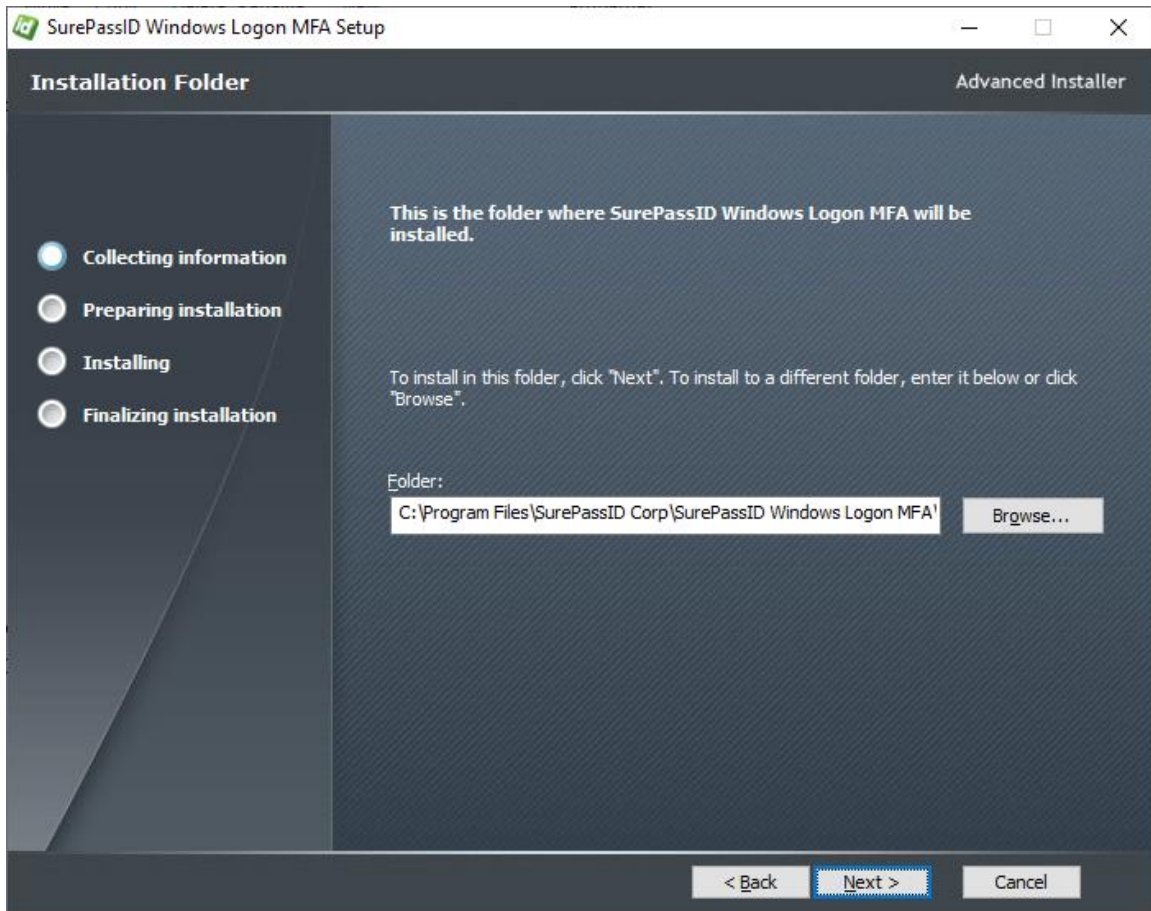 SurePassID Windows Logon MFA Setup
Installation Folder
Advanced Installer
Collecting information
Preparing installation
Installing
Finalizing installation
This is the folder where SurePassID Windows Logon MFA will be
installed.
To install in this folder, click "Next". To install to a different folder, enter it below or click
"Browse".
Folder:
C:\Program Files\SurePassID Corp\SurePassID Windows Logon MFA\
Browse...
< Back
Next >
Cancel